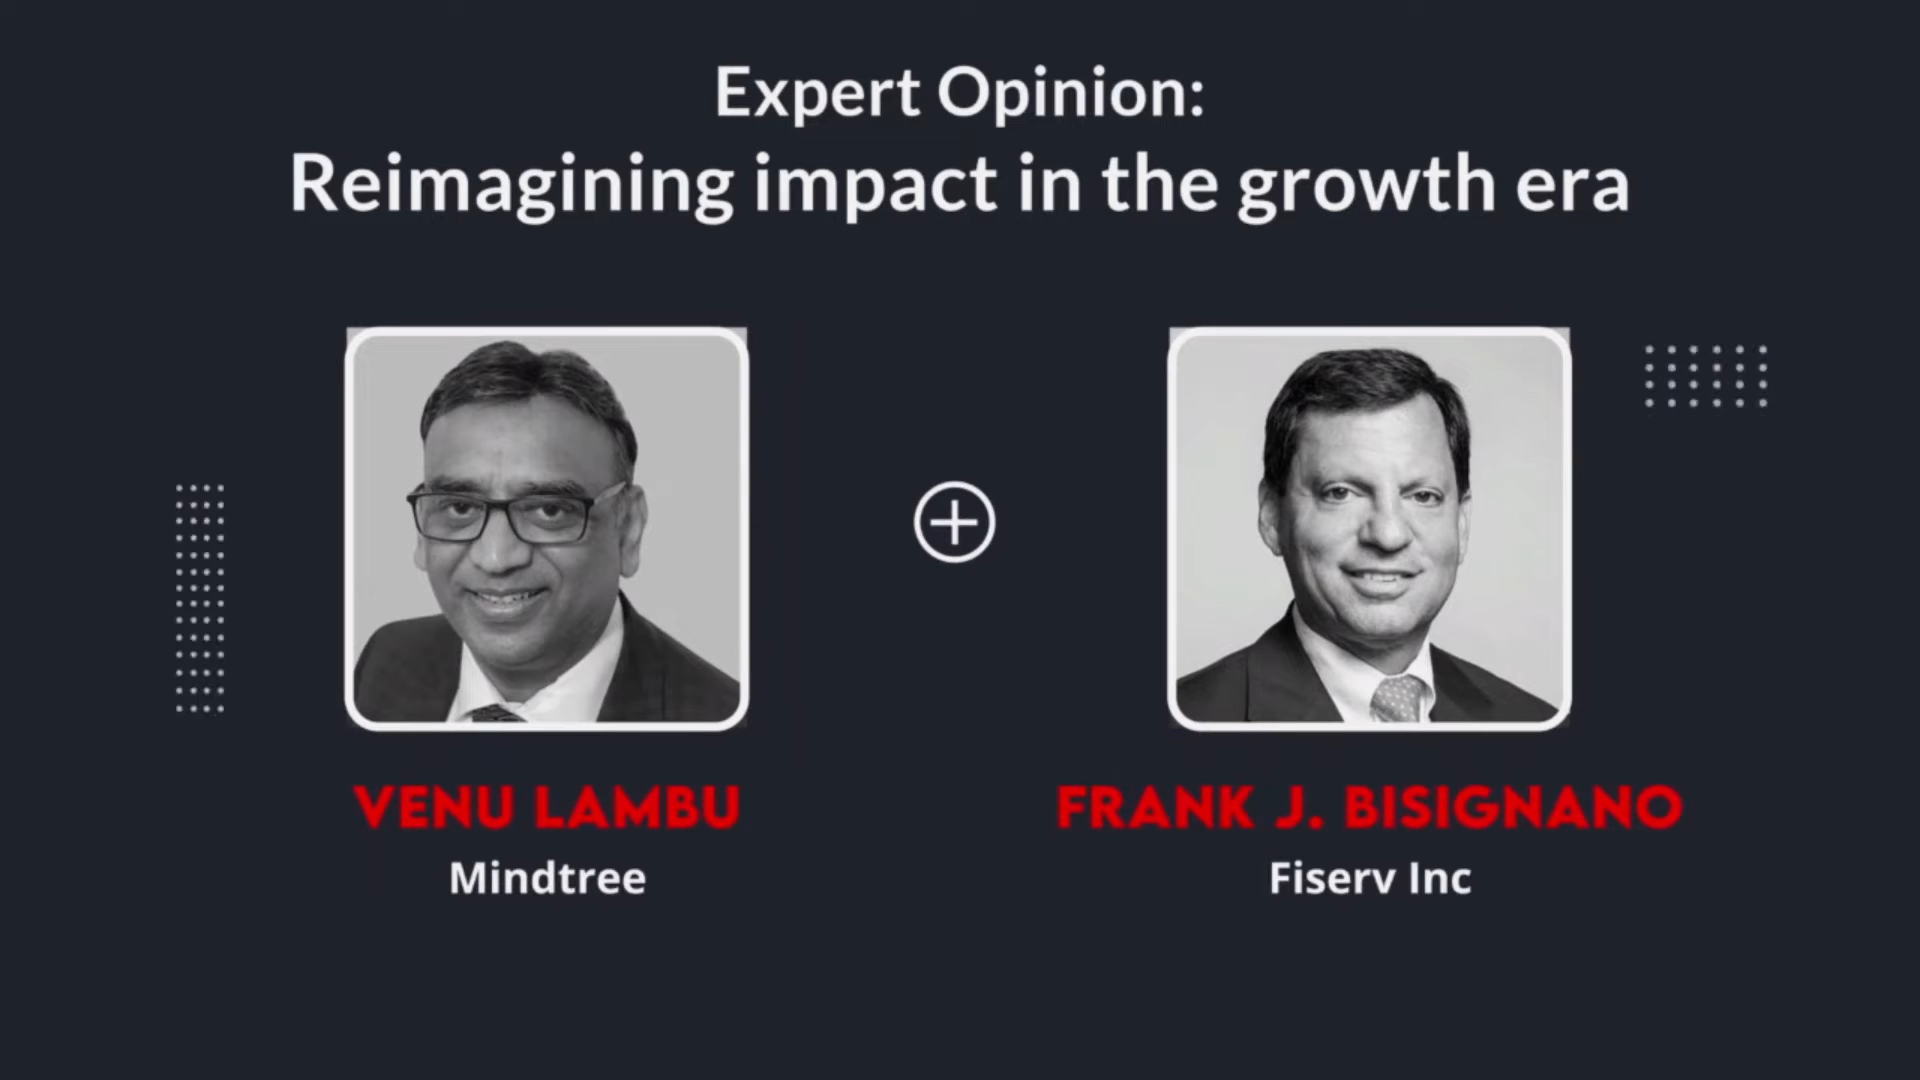 Expert Opinion:
Reimagining impact in the growth era
VENU LAMBU
Mindtree
FRANK J. BISIGNANO
Fiserv Inc